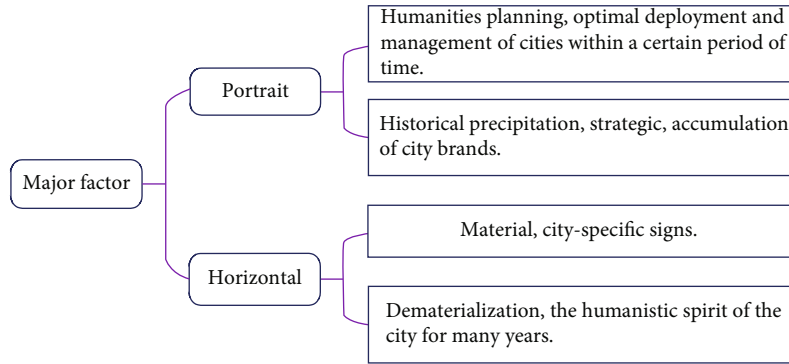 Major factor
Portrait
Humanities planning, optimal deployment and
management of cities within a certain period of
time.
Historical precipitation, strategic, accumulation
of city brands.
Horizontal
Material, city-specific signs.
Dematerialization, the humanistic spirit of the
city for many years.